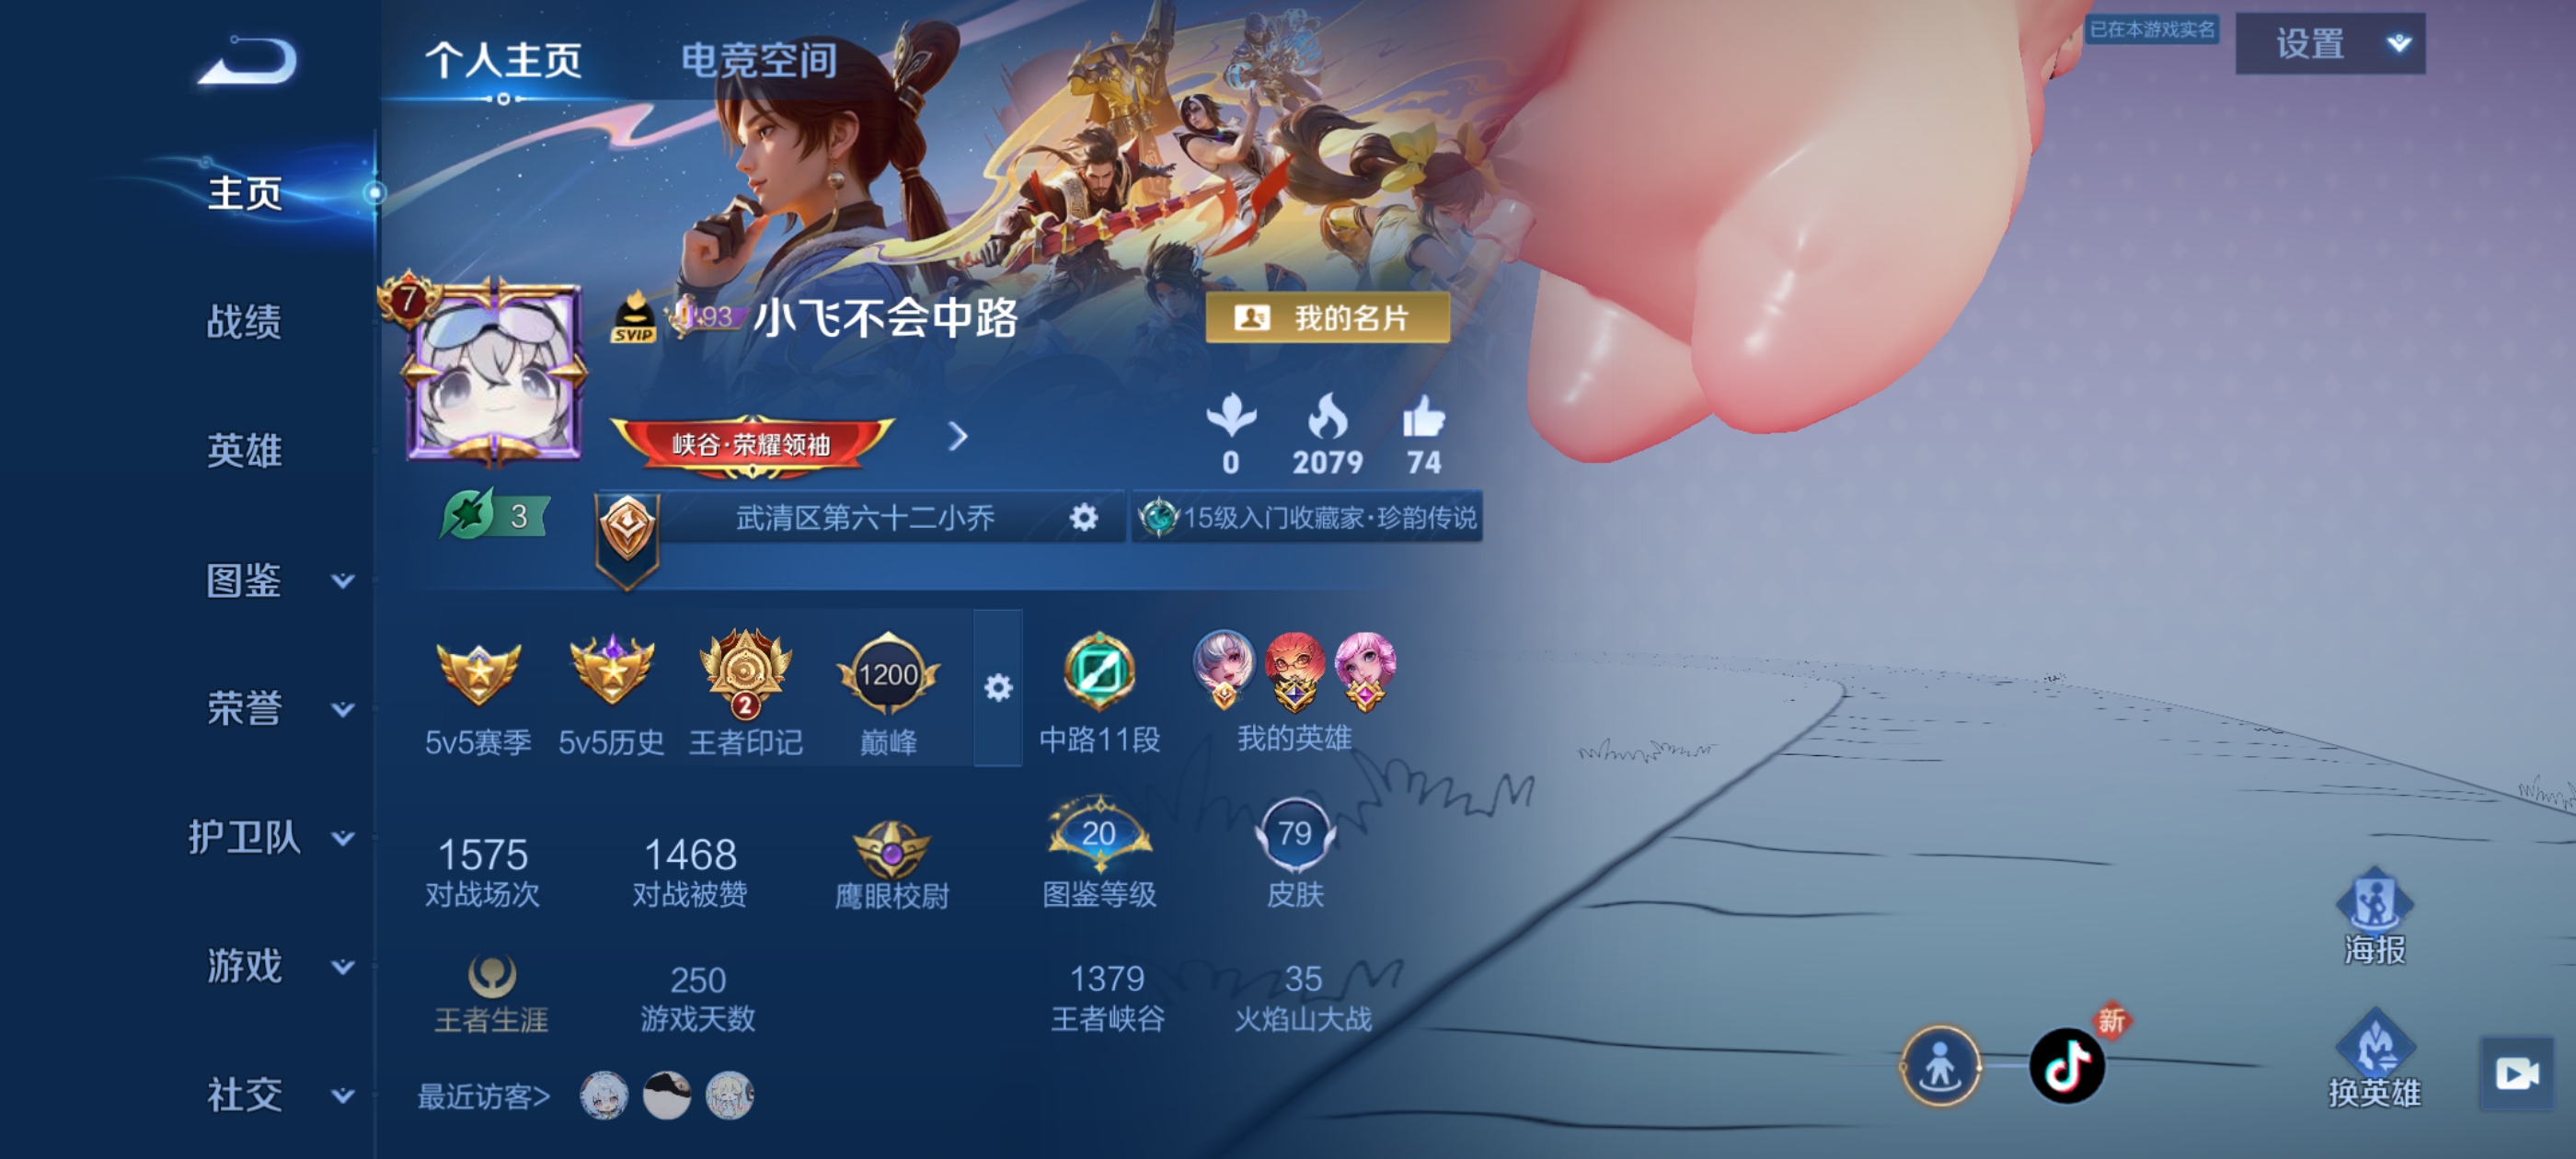 个人主页
电竞空间
已在本游戏实名
设置
主页
战绩
英雄
图鉴
荣誉
护卫队
游戏
社交
7
SVIP
93
小飞不会中路
我的名片
峡谷·荣耀领袖
0
2079
74
3
武清区第六十二小乔
15级入门收藏家·珍韵传说
5v5赛季
5v5历史
2
王者印记
1200
巅峰
中路11段
我的英雄
1575
对战场次
1468
对战被赞
鹰眼校尉
20
图鉴等级
79
皮肤
王者生涯
250
游戏天数
1379
王者峡谷
35
火焰山大战
最近访客>
新
海报
换英雄